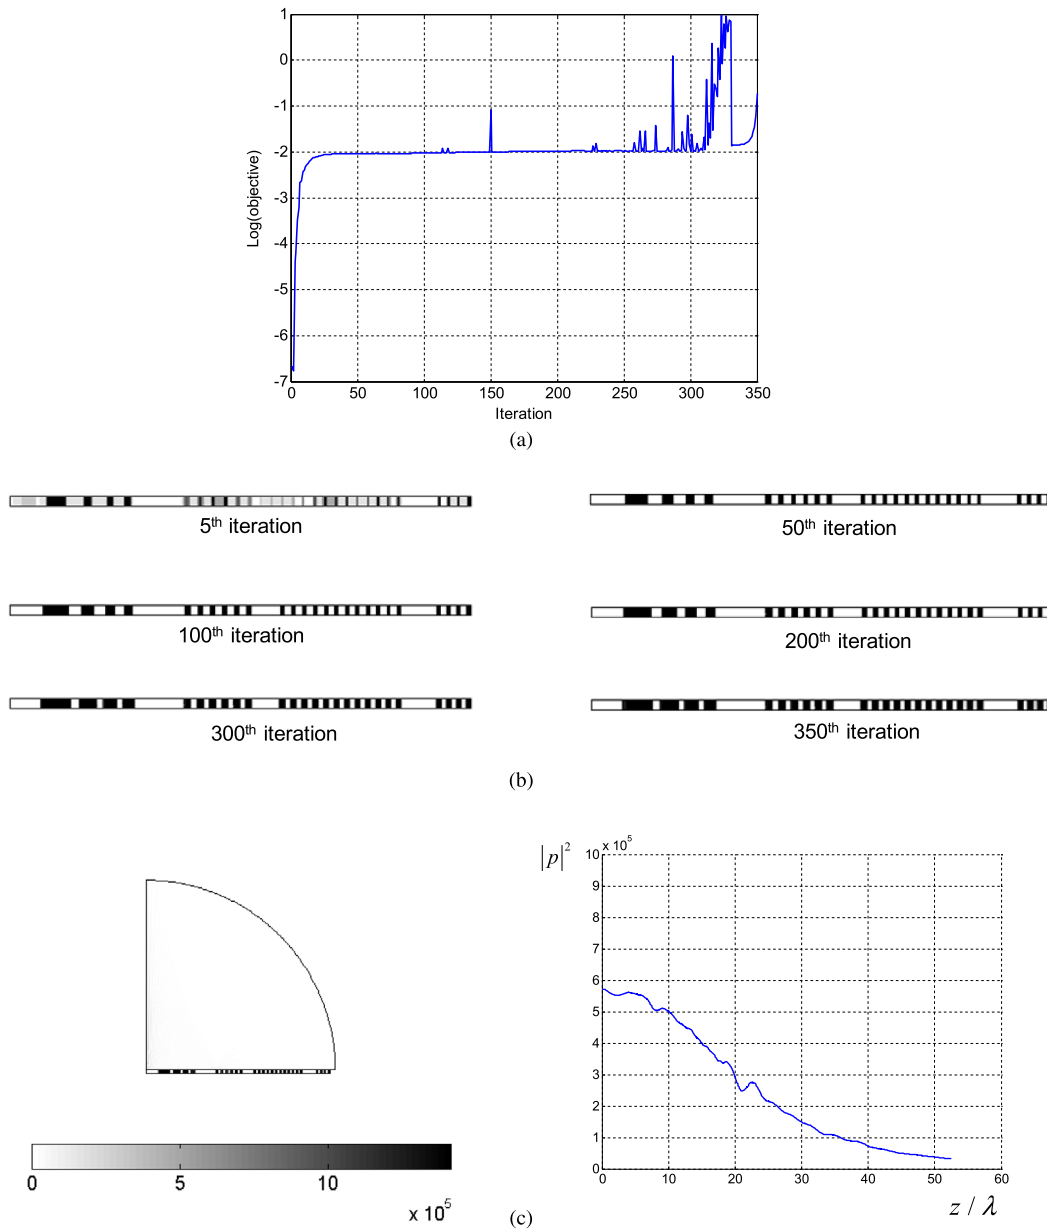 1
0
-1
-2
-3
-4
-5
-6
-7
Log(objective)
0 50 100 150 200 250 300 350
Iteration
(a)
5th iteration
50th iteration
100th iteration
200th iteration
300th iteration
350th iteration
(b)
0 5 10
x 10^5
|p|^2
x 10^5
10
9
8
7
6
5
4
3
2
1
0
0 10 20 30 40 50 60
z / λ
(c)